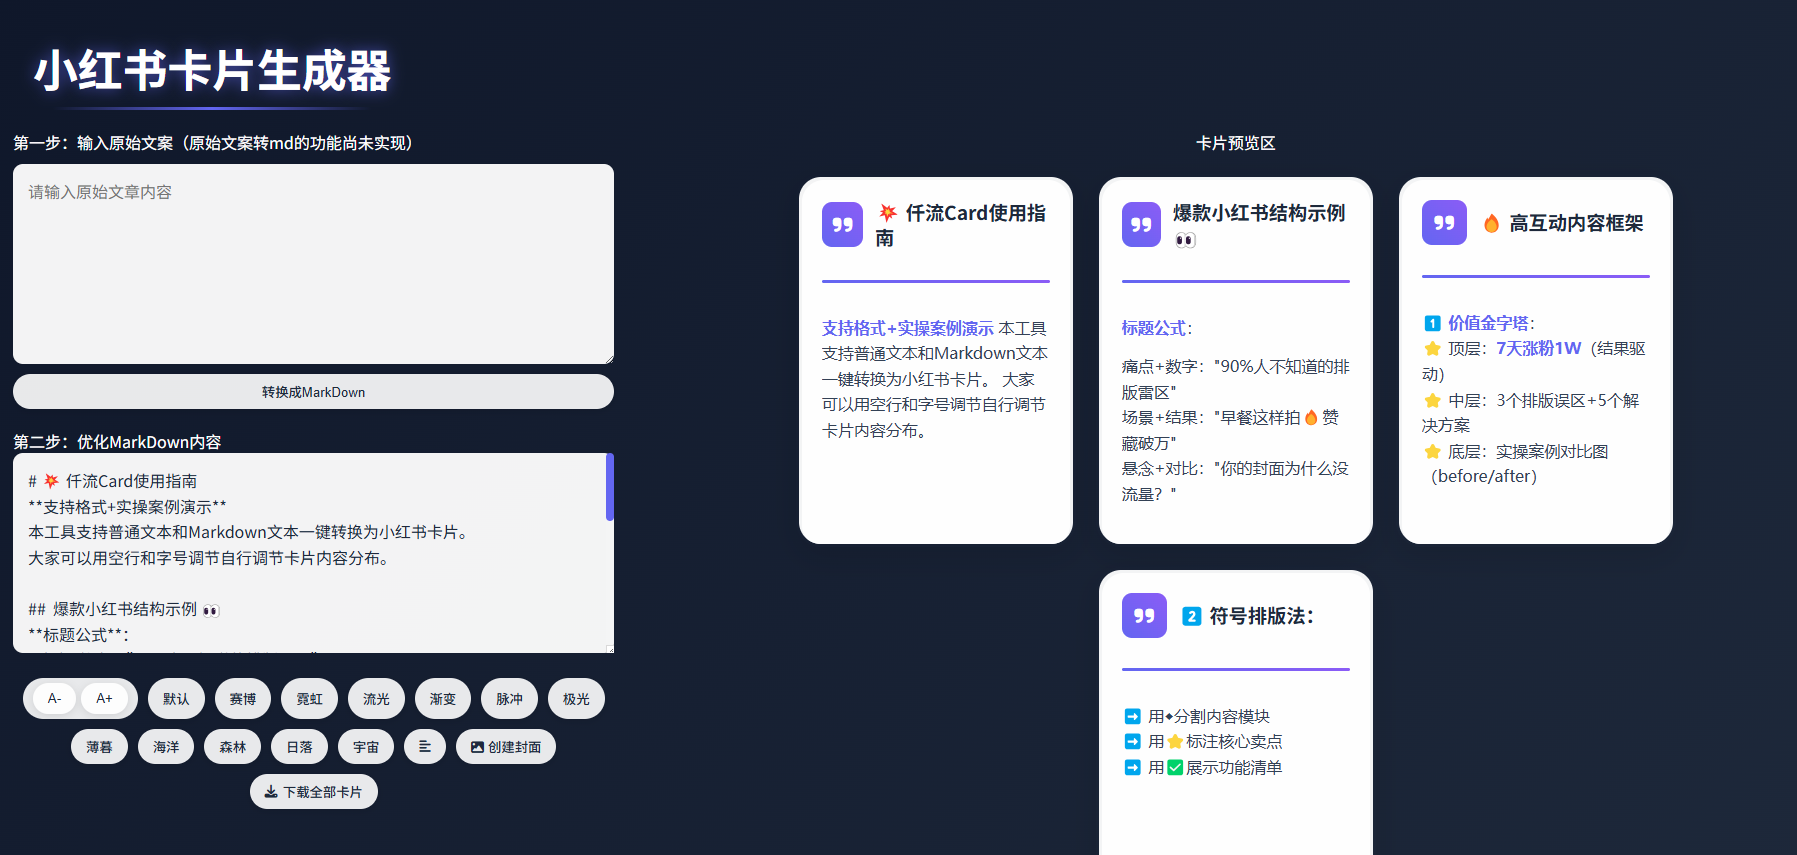 小红书卡片生成器
第一步：输入原始文案（原始文案转md的功能尚未实现）
请输入原始文章内容
转换成MarkDown
第二步：优化MarkDown内容
# 💥 仟流Card使用指南
**支持格式+实操案例演示**
本工具支持普通文本和Markdown文本一键转换为小红书卡片。
大家可以用空行和字号调节自行调节卡片内容分布。
## 爆款小红书结构示例 👀
**标题公式**：
A-
A+
默认
赛博
霓虹
流光
渐变
脉冲
极光
薄暮
海洋
森林
日落
宇宙
创建封面
下载全部卡片
卡片预览区
💥 仟流Card使用指
南
支持格式+实操案例演示 本工具
支持普通文本和Markdown文本
一键转换为小红书卡片。 大家
可以用空行和字号调节自行调节
卡片内容分布。
爆款小红书结构示例
👀
标题公式：
痛点+数字："90%人不知道的排
版雷区"
场景+结果："早餐这样拍🔥赞
藏破万"
悬念+对比："你的封面为什么没
流量？"
🔥 高互动内容框架
1️⃣ 价值金字塔：
⭐ 顶层：7天涨粉1W（结果驱
动）
⭐ 中层：3个排版误区+5个解
决方案
⭐ 底层：实操案例对比图
（before/after）
2️⃣ 符号排版法：
➡️ 用◆分割内容模块
➡️ 用⭐标注核心卖点
➡️ 用✅展示功能清单